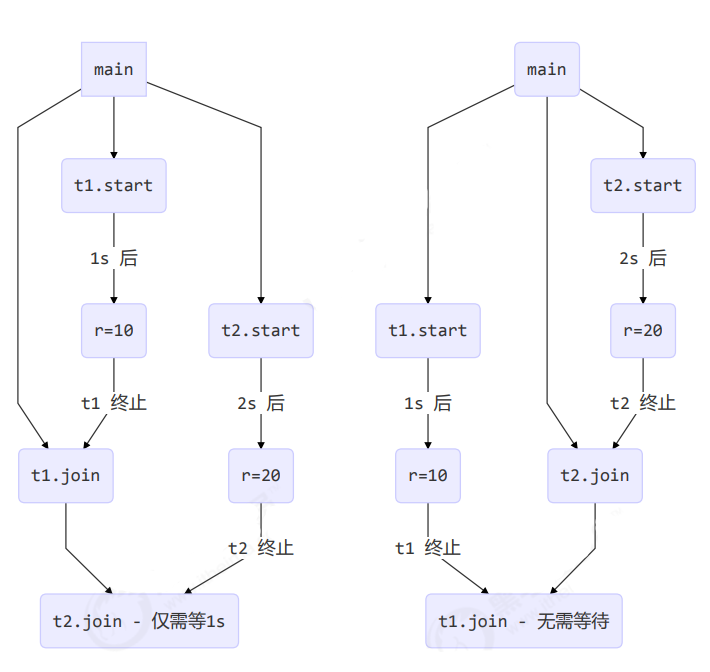 main
t1.start
1s 后
r=10
t2.start
t1 终止
2s 后
t1.join
r=20
t2 终止
t2.join - 仅需等1s
main
t2.start
2s 后
t1.start
r=20
1s 后
t2 终止
r=10
t2.join
t1 终止
t1.join - 无需等待